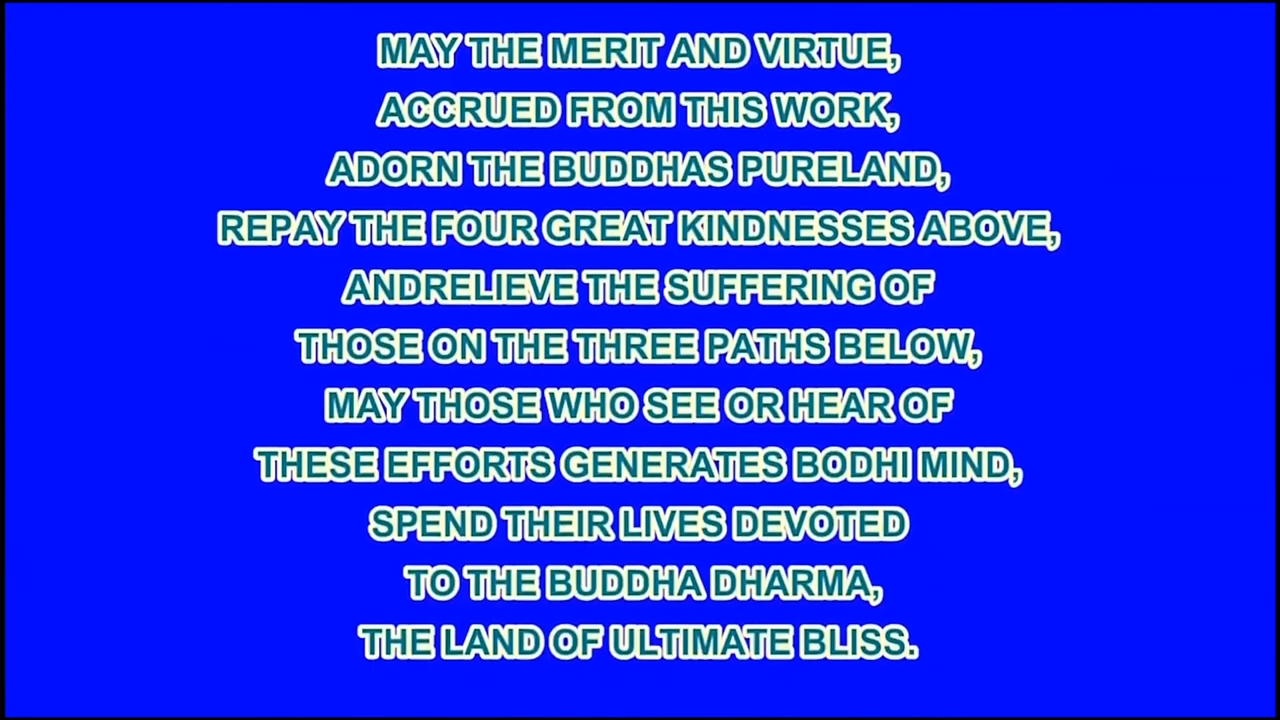 MAY THE MERIT AND VIRTUE,
ACCRUED FROM THIS WORK,
ADORN THE BUDDHAS PURELAND,
REPAY THE FOUR GREAT KINDNESSES ABOVE,
ANDRELIEVE THE SUFFERING OF
THOSE ON THE THREE PATHS BELOW,
MAY THOSE WHO SEE OR HEAR OF
THESE EFFORTS GENERATES BODHI MIND,
SPEND THEIR LIVES DEVOTED
TO THE BUDDHA DHARMA,
THE LAND OF ULTIMATE BLISS.